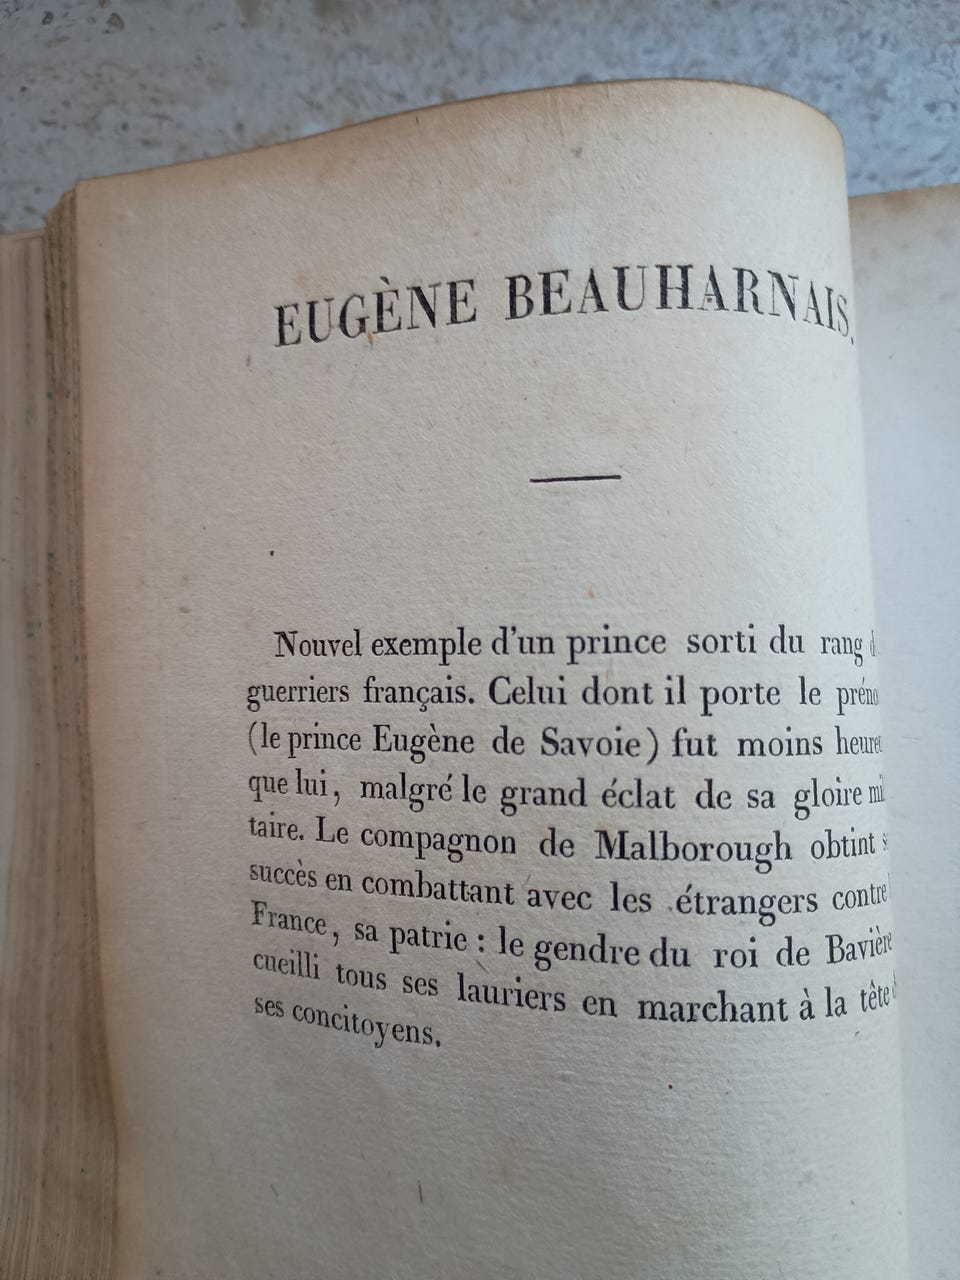 EUGÈNE BEAUHARNAIS.
Nouvel exemple d'un prince sorti du rang
guerriers français. Celui dont il porte le
(le prince Eugène de Savoie) fut moins
que lui, malgré le grand éclat de sa gloire
taire. Le compagnon de Malborough obtint
succès en combattant avec les étrangers contre
France, sa patrie : le gendre du roi de Bavière
cueilli tous ses lauriers en marchant à la tête
ses concitoyens.